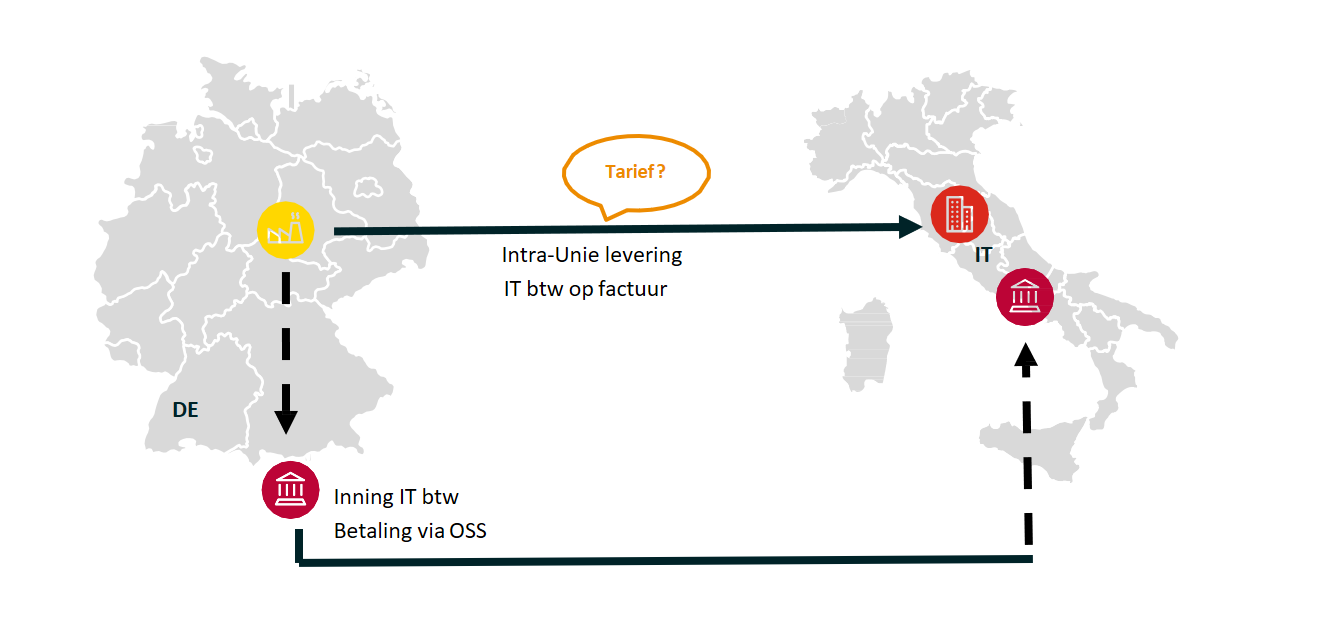 Tarief?
Intra-Unie levering
IT btw op factuur
IT
DE
Inning IT btw
Betaling via OSS